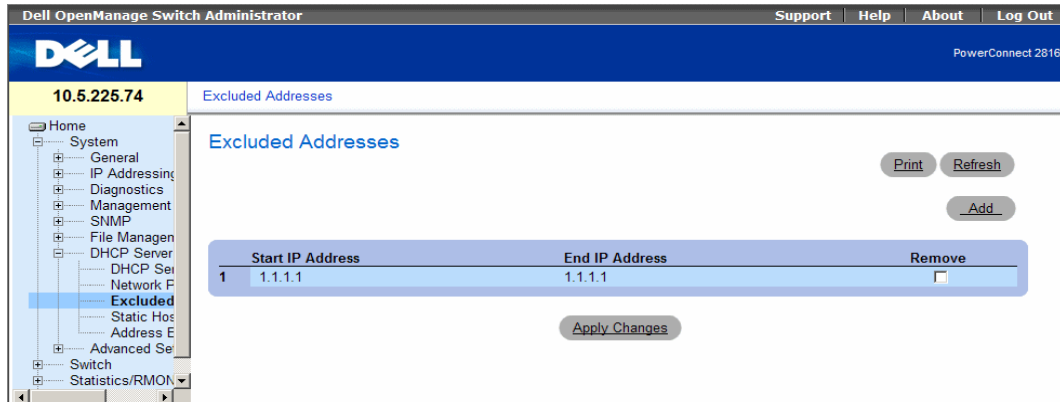 Dell OpenManage Switch Administrator
Support | Help | About | Log Out
DELL
PowerConnect 2816
10.5.225.74
Excluded Addresses
Home
System
General
IP Addressing
Diagnostics
Management
SNMP
File Managen
DHCP Server
DHCP Ser
Network P
Excluded
Static Hos
Address E
Advanced Se
Switch
Statistics/RMON
Excluded Addresses
Print Refresh
Add
Start IP Address End IP Address Remove
1 1.1.1.1 1.1.1.1
Apply Changes